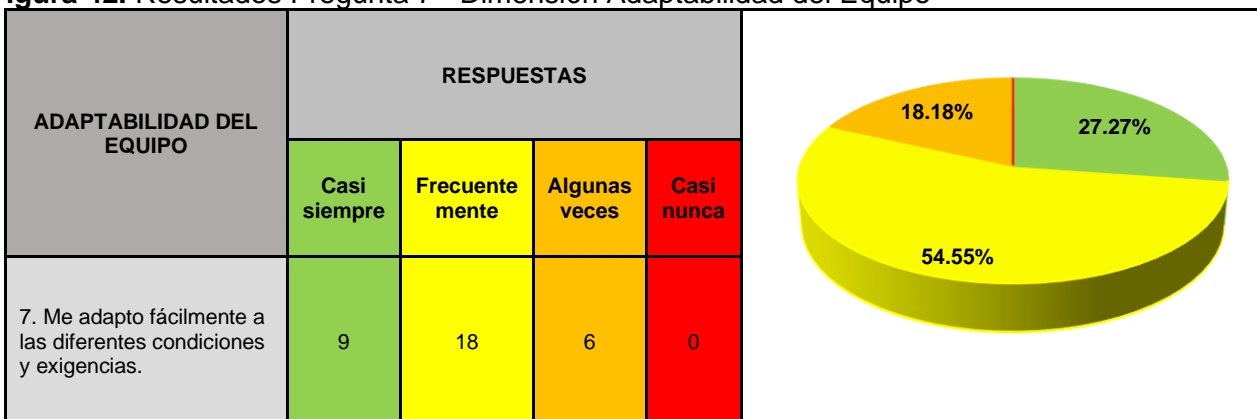 ADAPTABILIDAD DEL
EQUIPO
RESPUESTAS
Casi
siempre
Frecuente
mente
Algunas
veces
Casi
nunca
7. Me adapto fácilmente a
las diferentes condiciones
y exigencias.
9
18
6
0
18.18%
27.27%
54.55%